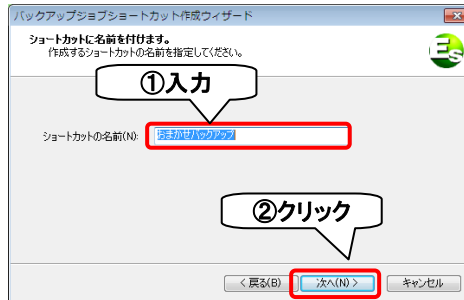 バックアップジョブショートカット作成ウィザード
ショートカットに名前を付けます。
作成するショートカットの名前を指定してください。
Es
①入力
ショートカットの名前(N):
おまかせバックアップ
②クリック
< 戻る(B)
次へ(N) >
キャンセル